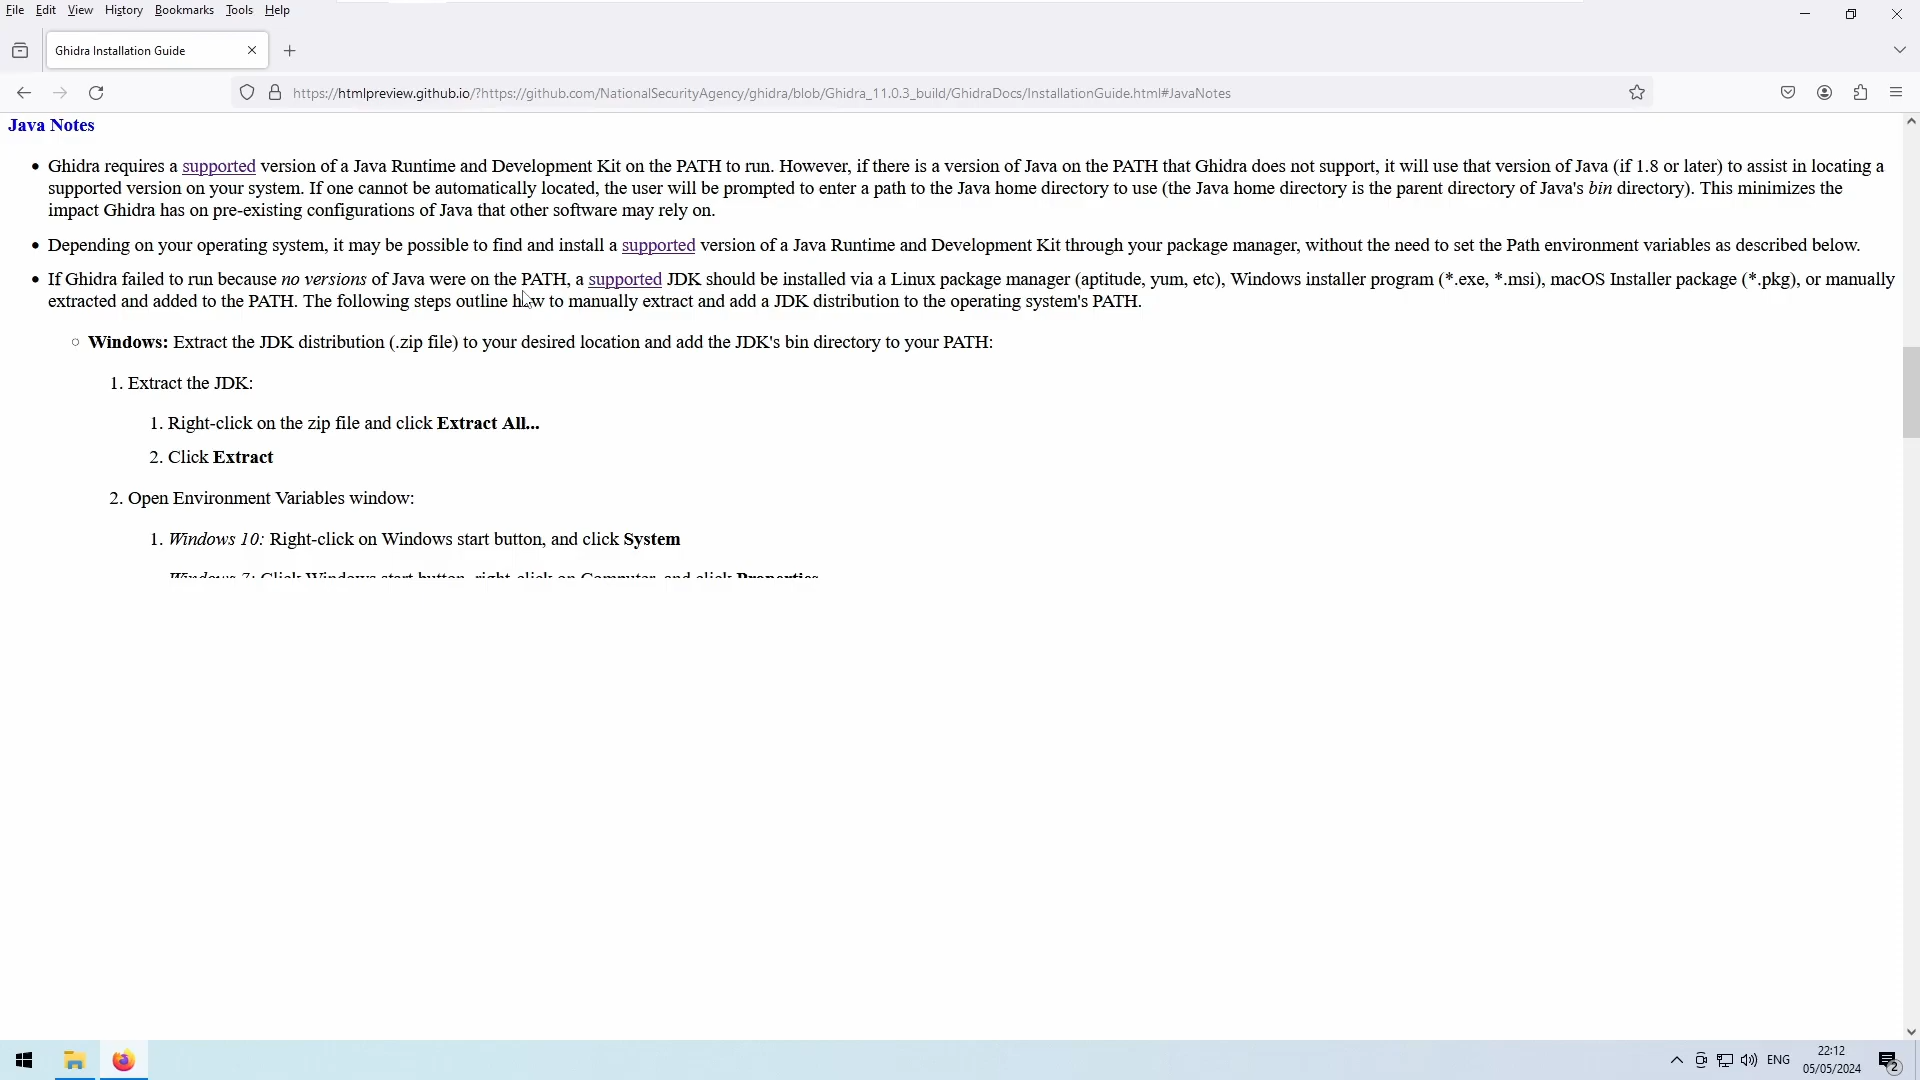 File Edit View History Bookmarks Tools Help
Ghidra Installation Guide
https://htmlpreview.github.io/?https://github.com/NationalSecurityAgency/ghidra/blob/Ghidra_11.0.3_build/GhidraDocs/InstallationGuide.html#JavaNotes
Java Notes
• Ghidra requires a supported version of a Java Runtime and Development Kit on the PATH to run. However, if there is a version of Java on the PATH that Ghidra does not support, it will use that version of Java (if 1.8 or later) to assist in locating a
supported version on your system. If one cannot be automatically located, the user will be prompted to enter a path to the Java home directory to use (the Java home directory is the parent directory of Java's bin directory). This minimizes the
impact Ghidra has on pre-existing configurations of Java that other software may rely on.
• Depending on your operating system, it may be possible to find and install a supported version of a Java Runtime and Development Kit through your package manager, without the need to set the Path environment variables as described below.
• If Ghidra failed to run because no versions of Java were on the PATH, a supported JDK should be installed via a Linux package manager (aptitude, yum, etc), Windows installer program (*.exe, *.msi), macOS Installer package (*.pkg), or manually
extracted and added to the PATH. The following steps outline how to manually extract and add a JDK distribution to the operating system's PATH.
◦ Windows: Extract the JDK distribution (.zip file) to your desired location and add the JDK's bin directory to your PATH:
1. Extract the JDK:
1. Right-click on the zip file and click Extract All...
2. Click Extract
2. Open Environment Variables window:
1. Windows 10: Right-click on Windows start button, and click System
Windows 7: Click Windows start button, right-click on Computer, and click Properties
ENG
22:12
05/05/2024
2